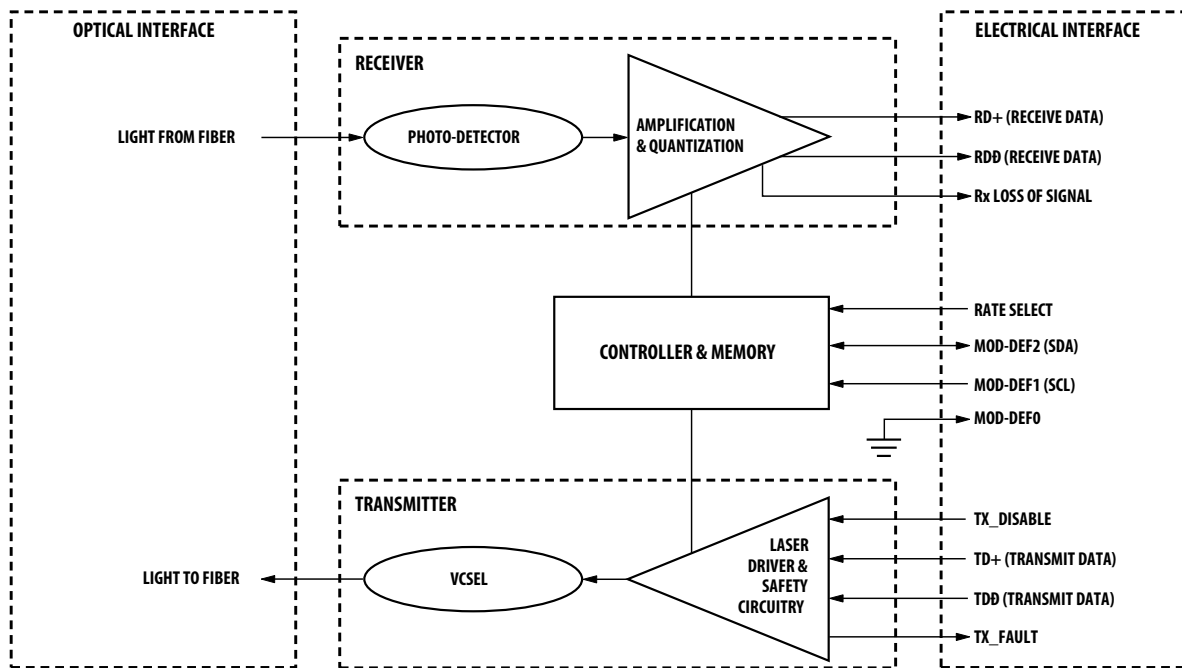 OPTICAL INTERFACE
ELECTRICAL INTERFACE
RECEIVER
LIGHT FROM FIBER
PHOTO-DETECTOR
AMPLIFICATION
& QUANTIZATION
RD+ (RECEIVE DATA)
RDÐ (RECEIVE DATA)
Rx LOSS OF SIGNAL
CONTROLLER & MEMORY
RATE SELECT
MOD-DEF2 (SDA)
MOD-DEF1 (SCL)
MOD-DEF0
TRANSMITTER
LIGHT TO FIBER
VCSEL
LASER
DRIVER &
SAFETY
CIRCUITRY
TX_DISABLE
TD+ (TRANSMIT DATA)
TDÐ (TRANSMIT DATA)
TX_FAULT